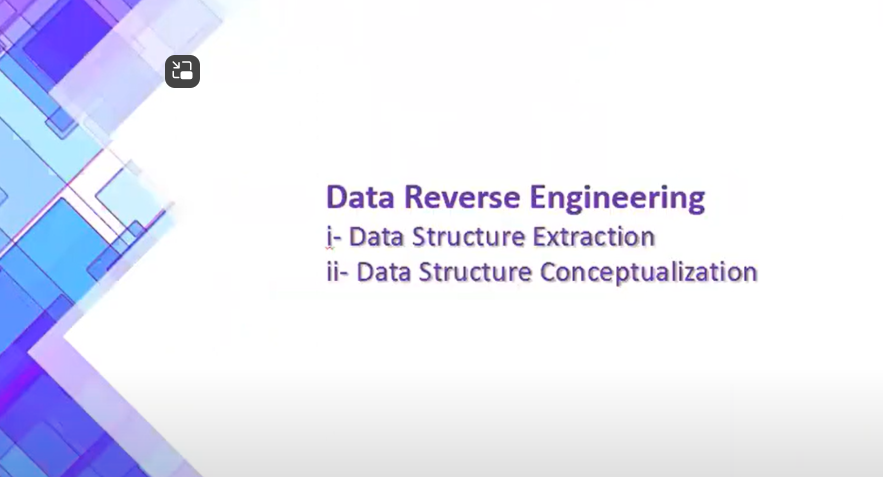 Data Reverse Engineering
i- Data Structure Extraction
ii- Data Structure Conceptualization